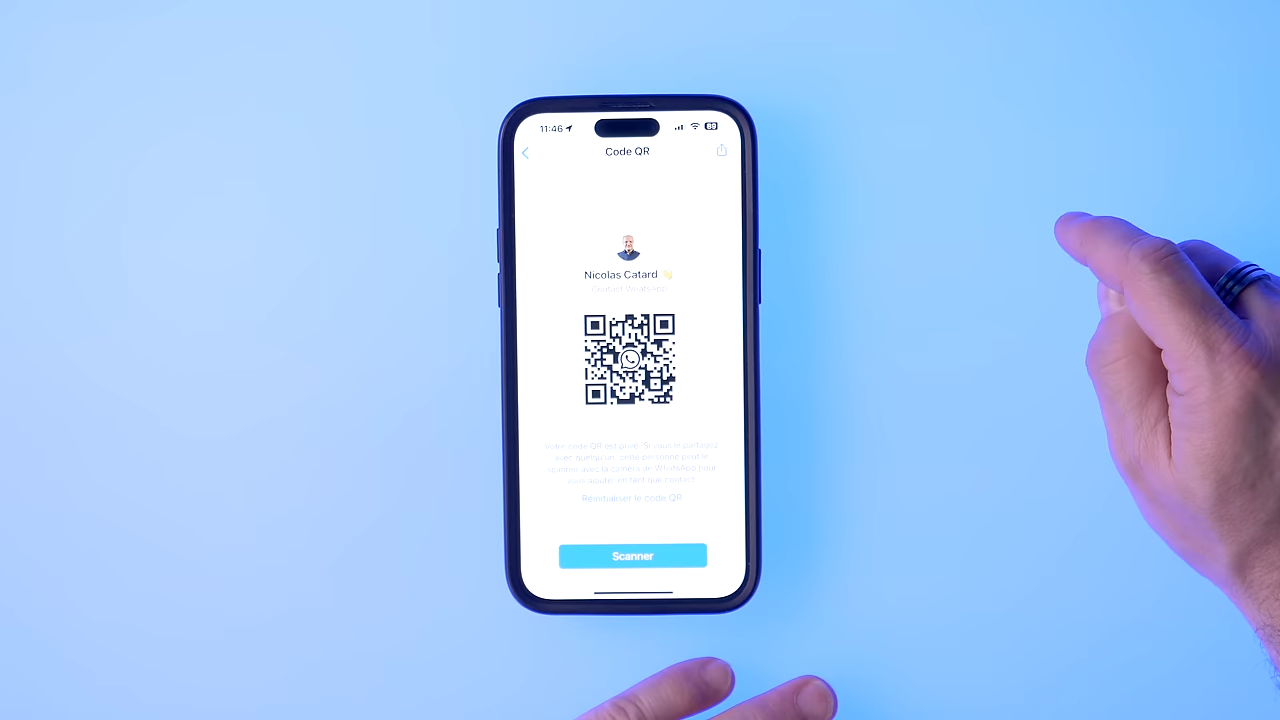 11:46
89
Code QR
Nicolas Catard 👋
Contact WhatsApp
Votre code QR est privé. Si vous le partagez
avec quelqu'un, cette personne peut le
scanner avec la caméra de WhatsApp pour
vous ajouter en tant que contact.
Réinitialiser le code QR
Scanner